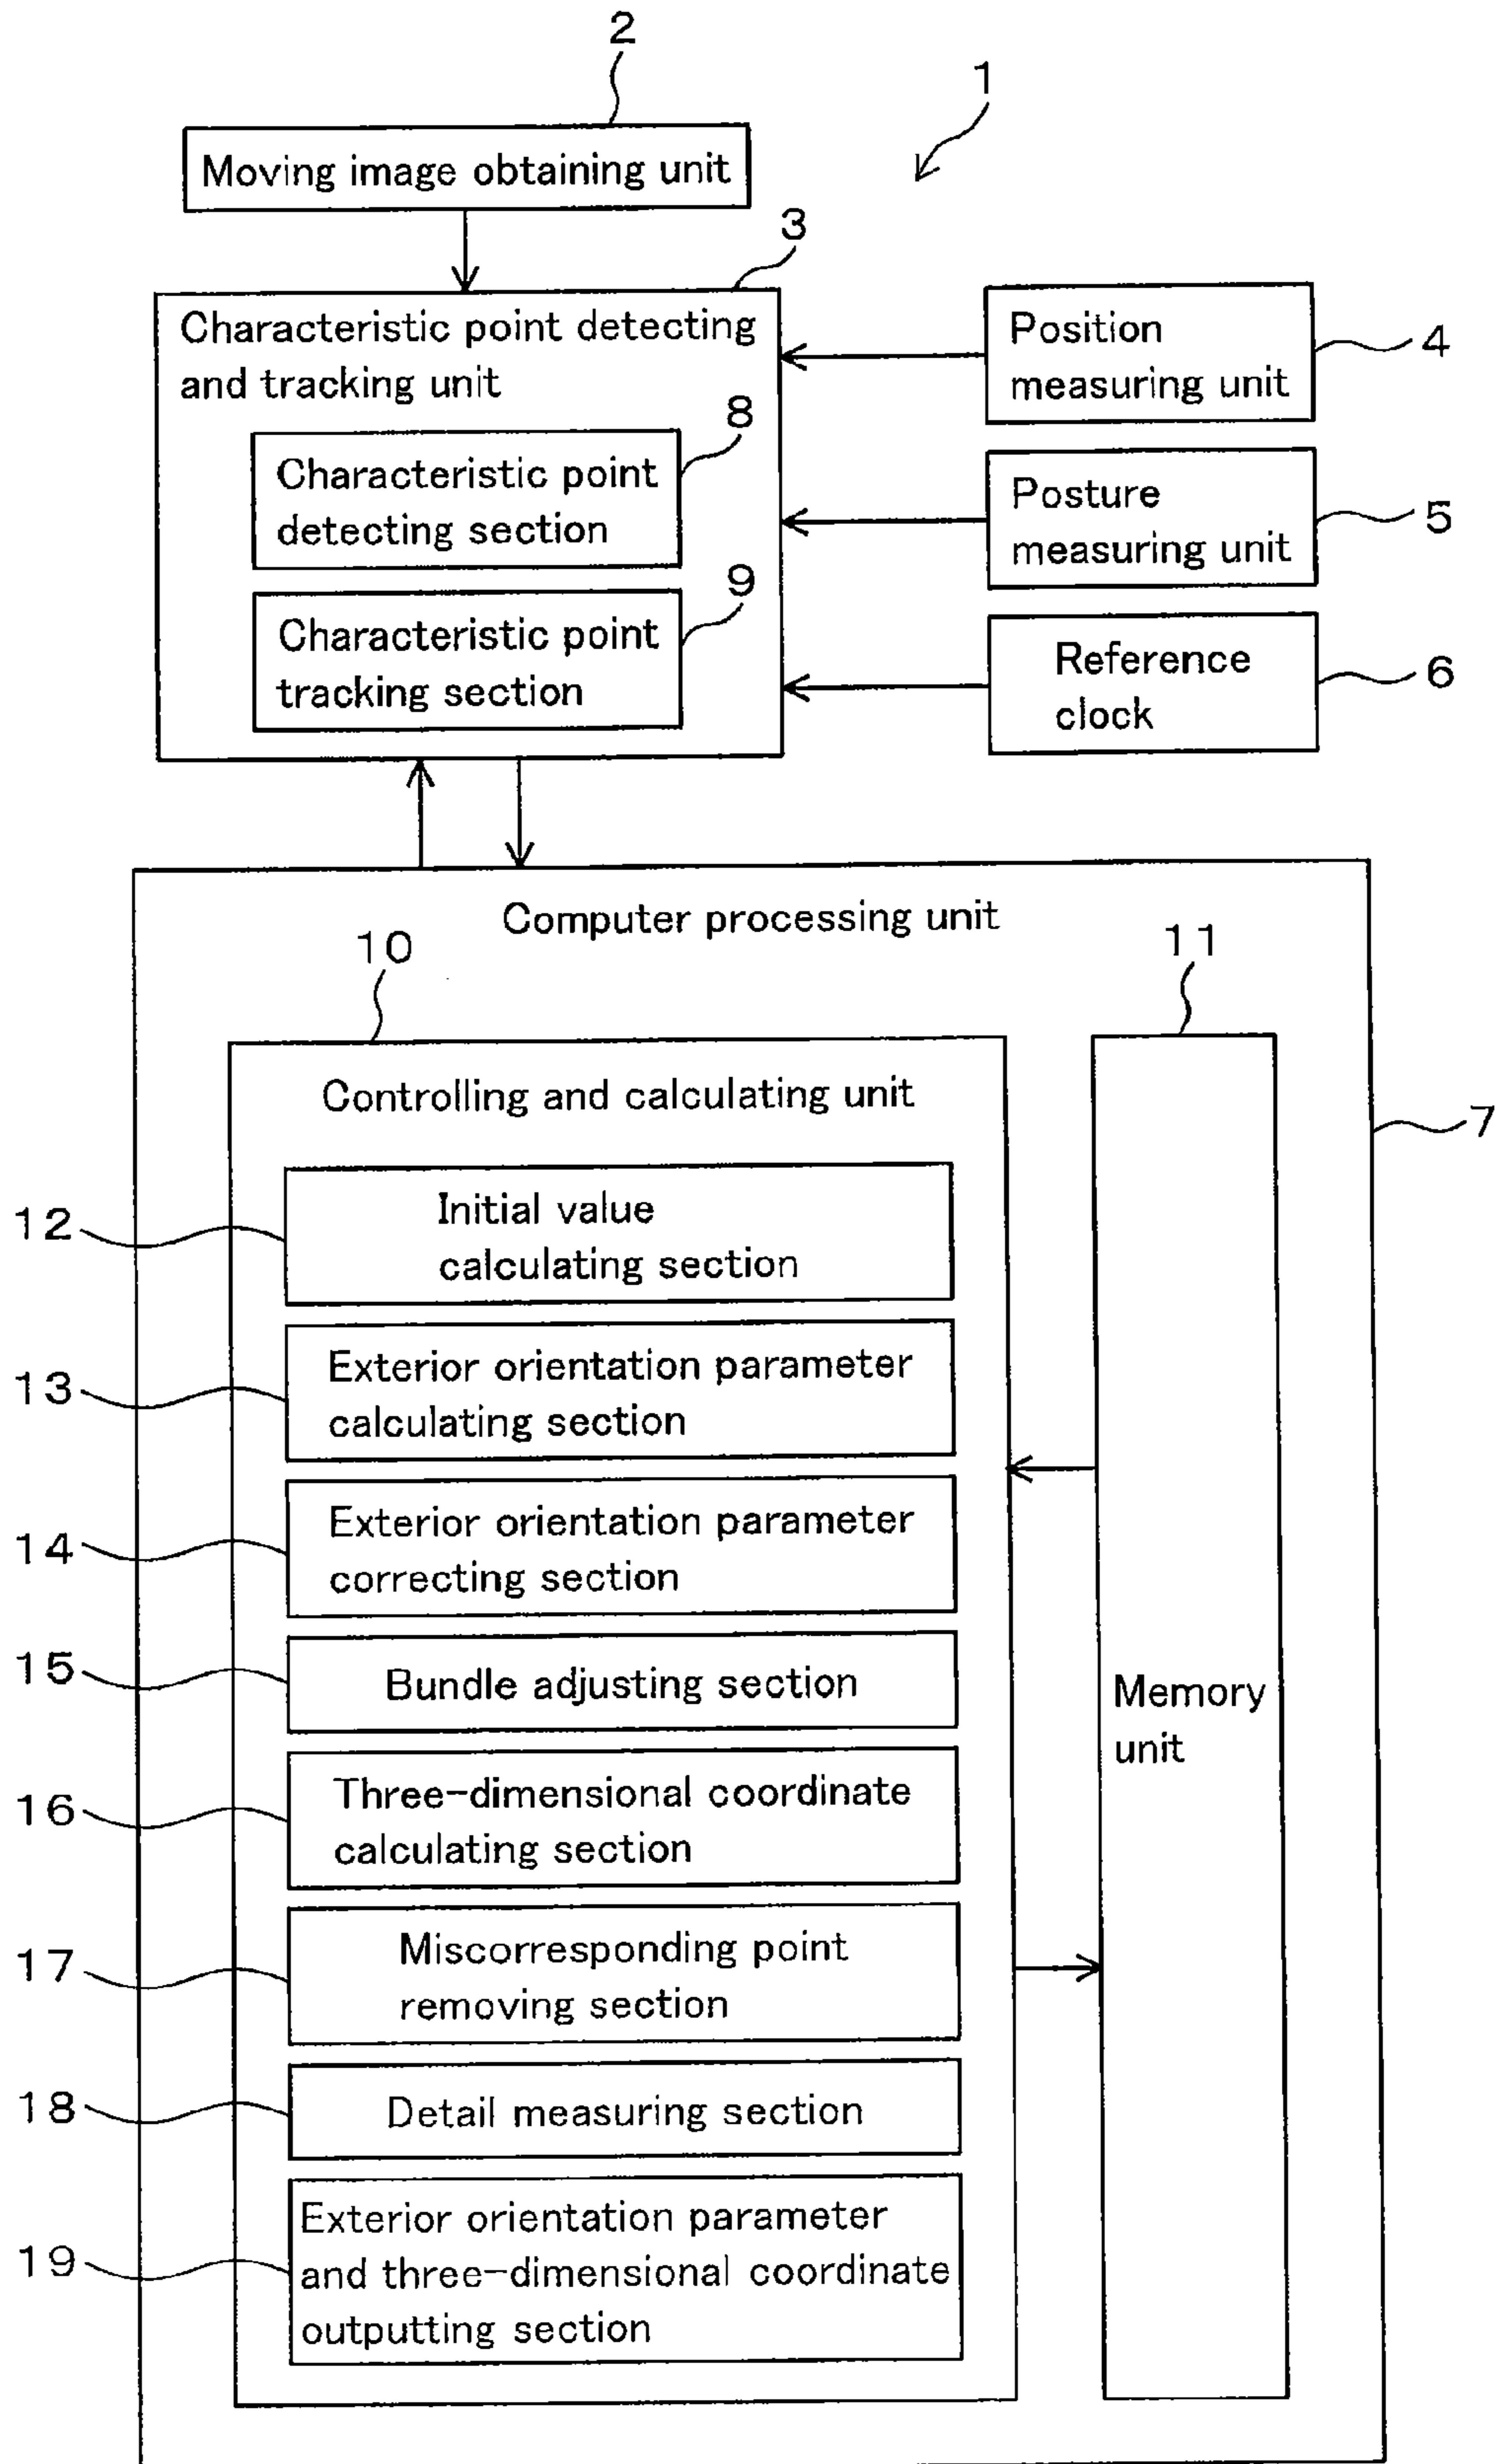 2
1
Moving image obtaining unit
3
Characteristic point detecting
and tracking unit
Position
measuring unit
4
8
Characteristic point
detecting section
Posture
measuring unit
5
9
Characteristic point
tracking section
Reference
clock
6
Computer processing unit
10
11
Controlling and calculating unit
7
12
Initial value
calculating section
13
Exterior orientation parameter
calculating section
14
Exterior orientation parameter
correcting section
15
Bundle adjusting section
Memory
unit
16
Three-dimensional coordinate
calculating section
17
Miscorresponding point
removing section
18
Detail measuring section
19
Exterior orientation parameter
and three-dimensional coordinate
outputting section